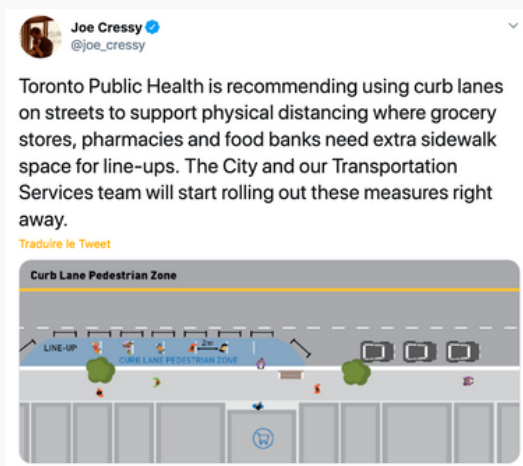 Joe Cressy
@joe_cressy
Toronto Public Health is recommending using curb lanes
on streets to support physical distancing where grocery
stores, pharmacies and food banks need extra sidewalk
space for line-ups. The City and our Transportation
Services team will start rolling out these measures right
away.
Traduire le Tweet
Curb Lane Pedestrian Zone
LINE-UP
2m
CURB LANE PEDESTRIAN ZONE